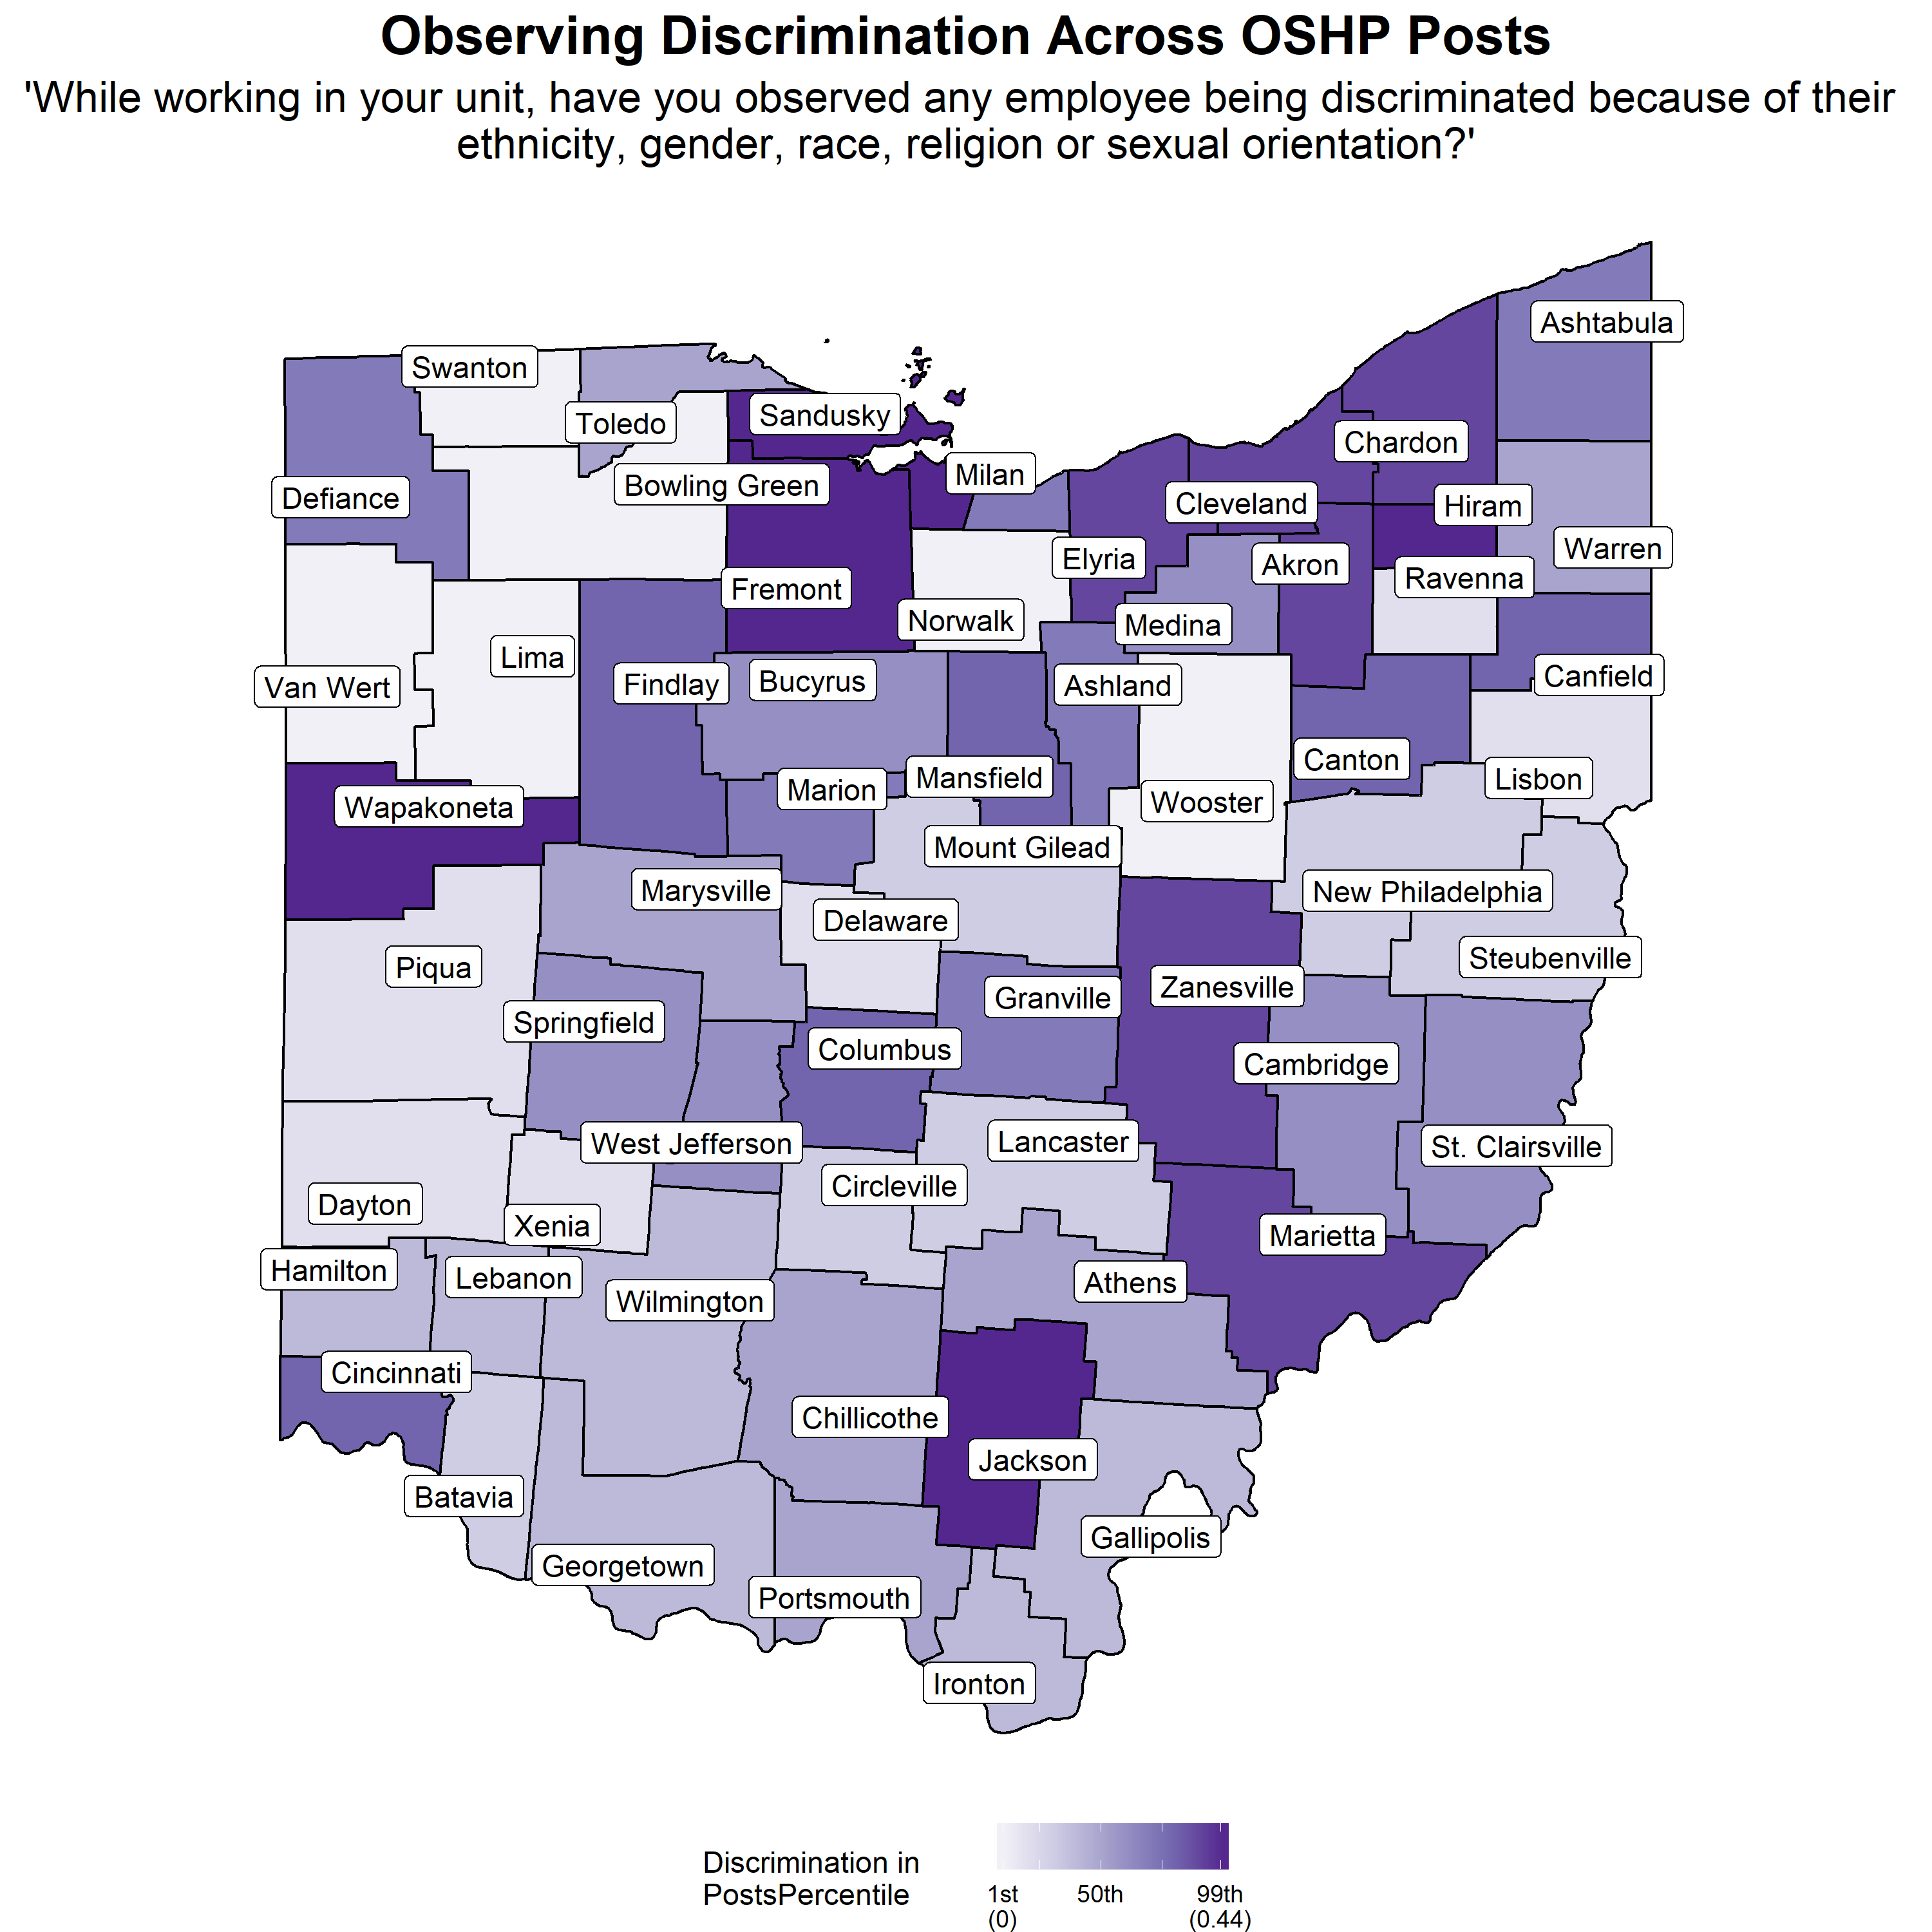 Observing Discrimination Across OSHP Posts
'While working in your unit, have you observed any employee being discriminated because of their
ethnicity, gender, race, religion or sexual orientation?'
Ashtabula
Swanton
Sandusky
Toledo
Chardon
Milan
Bowling Green
Defiance
Cleveland
Hiram
Warren
Elyria
Akron
Ravenna
Fremont
Norwalk
Medina
Lima
Canfield
Bucyrus
Findlay
Ashland
Van Wert
Canton
Mansfield
Lisbon
Marion
Wooster
Wapakoneta
Mount Gilead
Marysville
New Philadelphia
Delaware
Steubenville
Piqua
Zanesville
Granville
Springfield
Columbus
Cambridge
Lancaster
West Jefferson
St. Clairsville
Circleville
Dayton
Xenia
Marietta
Hamilton
Lebanon
Athens
Wilmington
Cincinnati
Chillicothe
Jackson
Batavia
Gallipolis
Georgetown
Portsmouth
Ironton
Discrimination in
PostsPercentile
1st
(0)
50th
99th
(0.44)